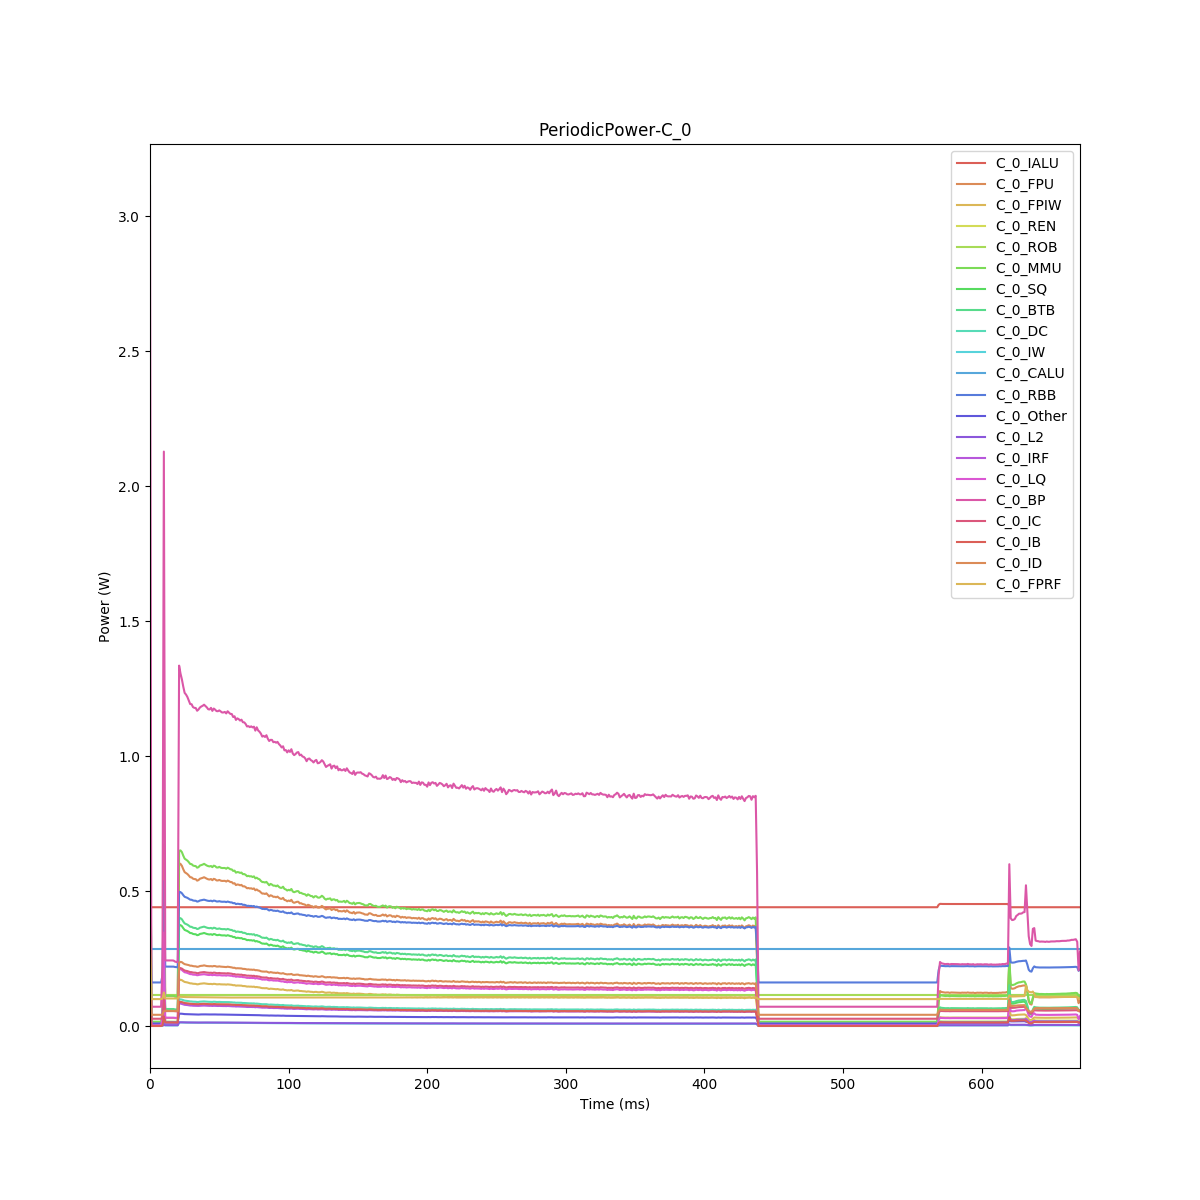 PeriodicPower-C_0
C_0_IALU
C_0_FPU
C_0_FPIW
C_0_REN
C_0_ROB
C_0_MMU
C_0_SQ
C_0_BTB
C_0_DC
C_0_IW
C_0_CALU
C_0_RBB
C_0_Other
C_0_L2
C_0_IRF
C_0_LQ
C_0_BP
C_0_IC
C_0_IB
C_0_ID
C_0_FPRF
3.0
2.5
2.0
1.5
1.0
0.5
0.0
Power (W)
0 100 200 300 400 500 600
Time (ms)